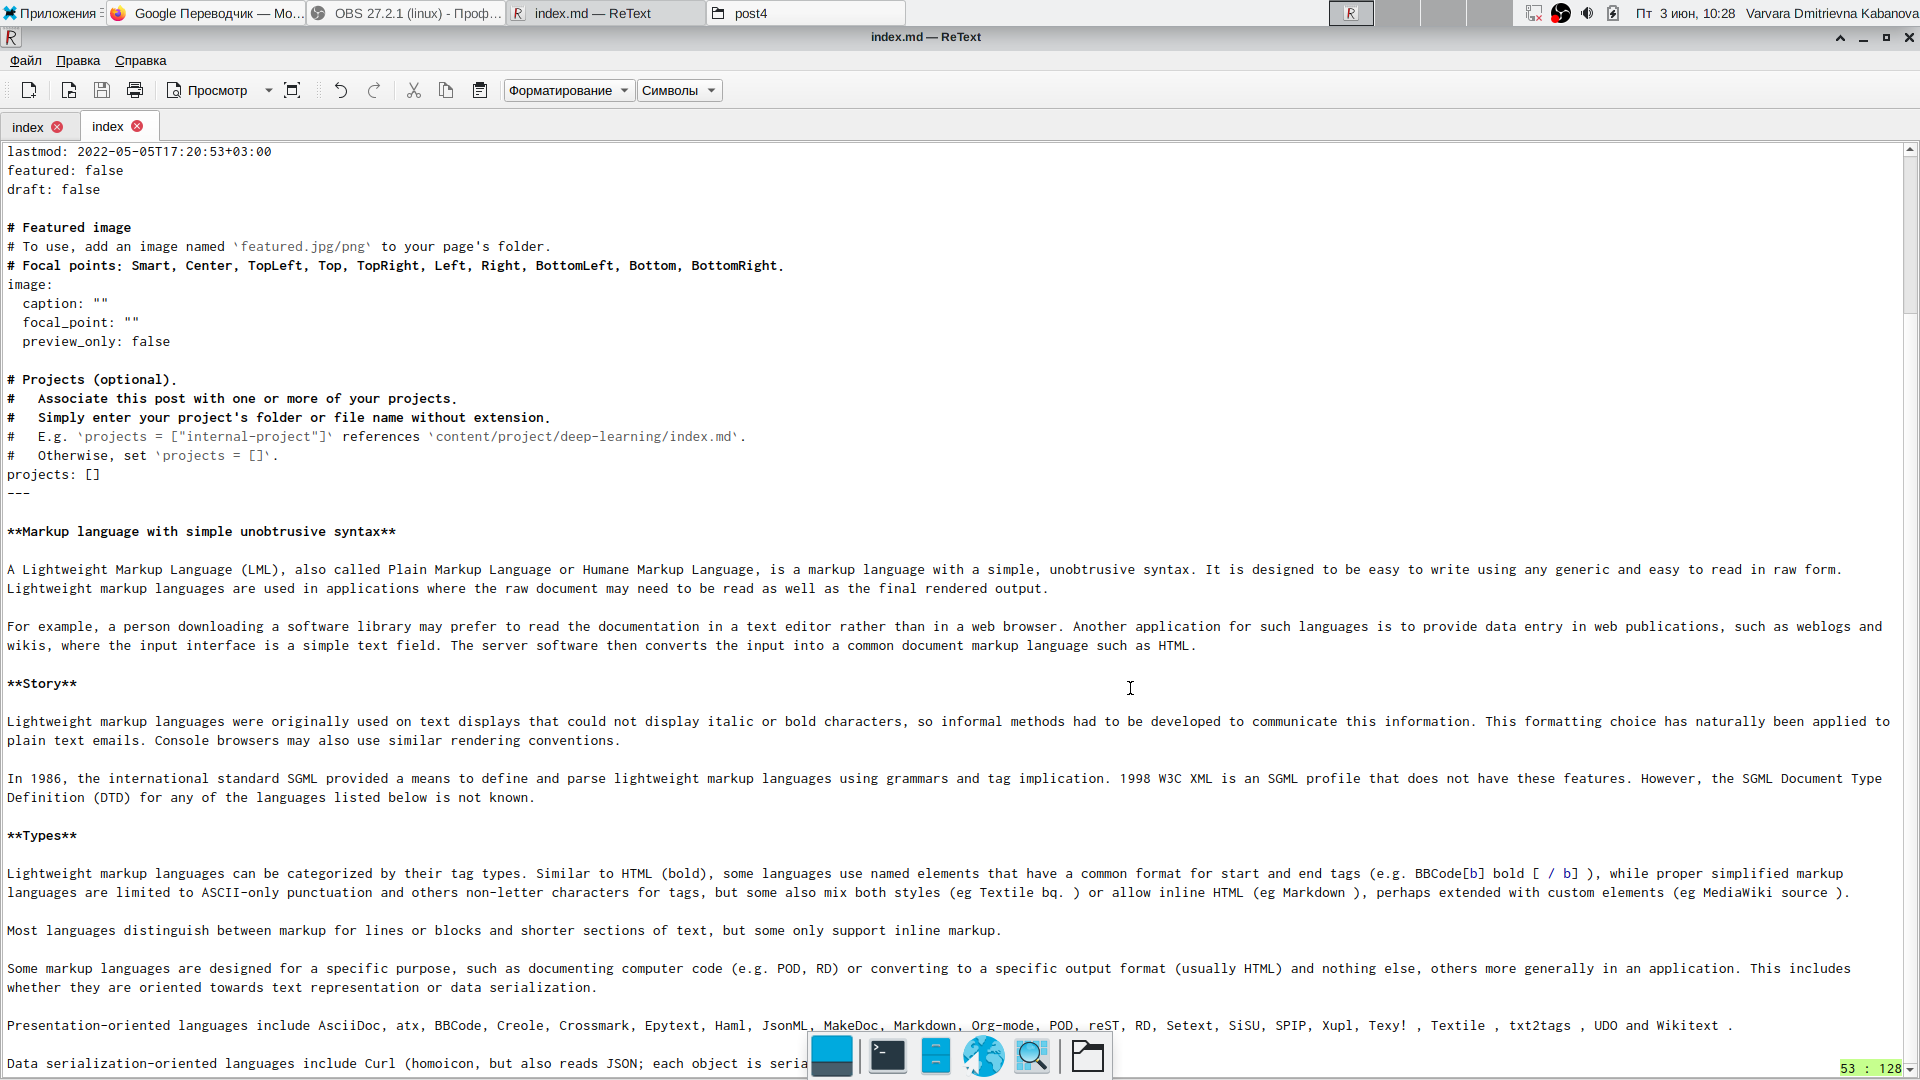 Приложения
Google Переводчик — Mo...
OBS 27.2.1 (linux) - Проф...
R index.md — ReText
post4
R
Пт 3 июн, 10:28
Varvara Dmitrievna Kabanova
R
index.md — ReText
Файл Правка Справка
Просмотр
Форматирование
Символы
index
index
lastmod: 2022-05-05T17:20:53+03:00
featured: false
draft: false
# Featured image
# To use, add an image named `featured.jpg/png` to your page's folder.
# Focal points: Smart, Center, TopLeft, Top, TopRight, Left, Right, BottomLeft, Bottom, BottomRight.
image:
  caption: ""
  focal_point: ""
  preview_only: false
# Projects (optional).
#   Associate this post with one or more of your projects.
#   Simply enter your project's folder or file name without extension.
#   E.g. `projects = ["internal-project"]` references `content/project/deep-learning/index.md`.
#   Otherwise, set `projects = []`.
projects: []
---
**Markup language with simple unobtrusive syntax**
A Lightweight Markup Language (LML), also called Plain Markup Language or Humane Markup Language, is a markup language with a simple, unobtrusive syntax. It is designed to be easy to write using any generic and easy to read in raw form.
Lightweight markup languages are used in applications where the raw document may need to be read as well as the final rendered output.
For example, a person downloading a software library may prefer to read the documentation in a text editor rather than in a web browser. Another application for such languages is to provide data entry in web publications, such as weblogs and
wikis, where the input interface is a simple text field. The server software then converts the input into a common document markup language such as HTML.
**Story**
Lightweight markup languages were originally used on text displays that could not display italic or bold characters, so informal methods had to be developed to communicate this information. This formatting choice has naturally been applied to
plain text emails. Console browsers may also use similar rendering conventions.
In 1986, the international standard SGML provided a means to define and parse lightweight markup languages using grammars and tag implication. 1998 W3C XML is an SGML profile that does not have these features. However, the SGML Document Type
Definition (DTD) for any of the languages listed below is not known.
**Types**
Lightweight markup languages can be categorized by their tag types. Similar to HTML (bold), some languages use named elements that have a common format for start and end tags (e.g. BBCode[b] bold [ / b] ), while proper simplified markup
languages are limited to ASCII-only punctuation and others non-letter characters for tags, but some also mix both styles (eg Textile bq. ) or allow inline HTML (eg Markdown ), perhaps extended with custom elements (eg MediaWiki source ).
Most languages distinguish between markup for lines or blocks and shorter sections of text, but some only support inline markup.
Some markup languages are designed for a specific purpose, such as documenting computer code (e.g. POD, RD) or converting to a specific output format (usually HTML) and nothing else, others more generally in an application. This includes
whether they are oriented towards text representation or data serialization.
Presentation-oriented languages include AsciiDoc, atx, BBCode, Creole, Crossmark, Epytext, Haml, JsonML, MakeDoc, Markdown, Org-mode, POD, reST, RD, Setext, SiSU, SPIP, Xupl, Texy! , Textile , txt2tags , UDO and Wikitext .
Data serialization-oriented languages include Curl (homoicon, but also reads JSON; each object is seria
53 : 128